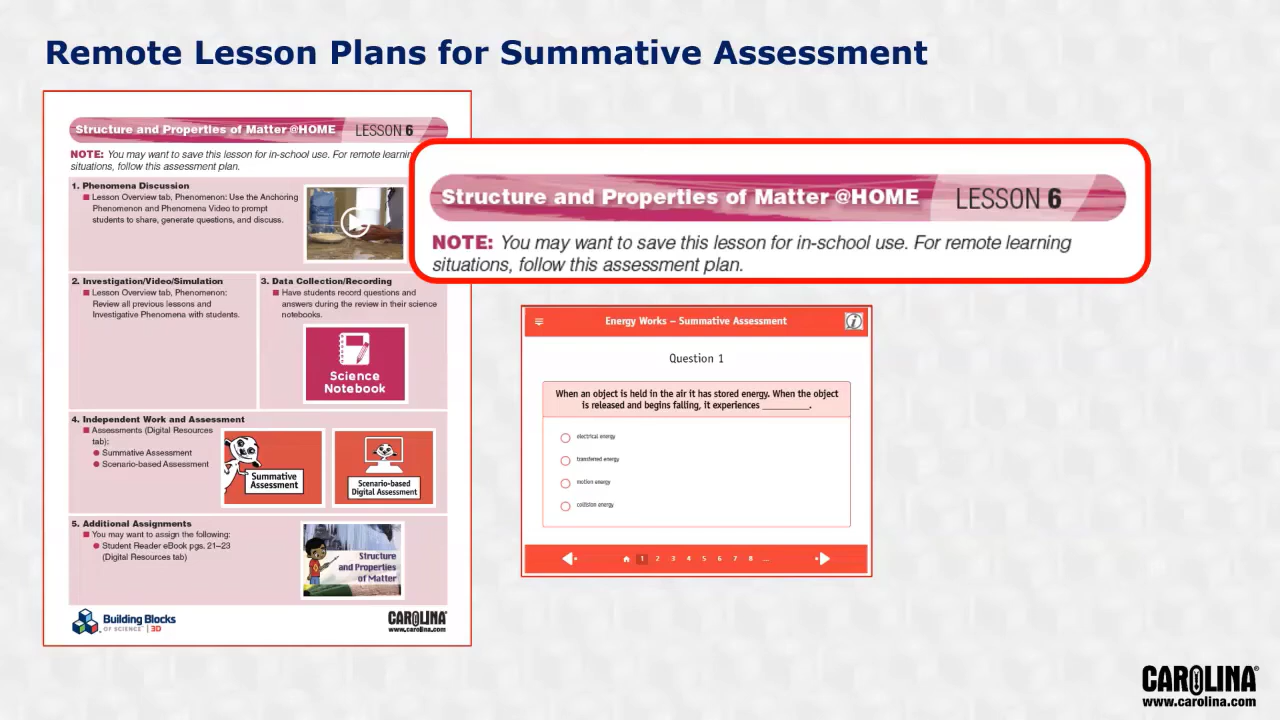 Remote Lesson Plans for Summative Assessment
Structure and Properties of Matter @HOME LESSON 6
NOTE: You may want to save this lesson for in-school use. For remote learning
situations, follow this assessment plan.
1. Phenomena Discussion
Lesson Overview tab, Phenomenon: Use the Anchoring
Phenomenon and Phenomena Video to prompt
students to share, generate questions, and discuss.
2. Investigation/Video/Simulation
Lesson Overview tab, Phenomenon:
Review all previous lessons and
Investigative Phenomena with students.
3. Data Collection/Recording
Have students record questions and
answers during the review in their science
notebooks.
Science
Notebook
4. Independent Work and Assessment
Assessments (Digital Resources
tab):
Summative Assessment
Scenario-based Assessment
Summative
Assessment
Scenario-based
Digital Assessment
5. Additional Assignments
You may want to assign the following:
Student Reader eBook pgs. 21–23
(Digital Resources tab)
Structure
and Properties
of Matter
Building Blocks
OF SCIENCE™ | 3D
CAROLINA®
www.carolina.com
Structure and Properties of Matter @HOME LESSON 6
NOTE: You may want to save this lesson for in-school use. For remote learning
situations, follow this assessment plan.
Energy Works – Summative Assessment
Question 1
When an object is held in the air it has stored energy. When the object
is released and begins falling, it experiences __________.
electrical energy
transferred energy
motion energy
collision energy
1 2 3 4 5 6 7 8 ...
CAROLINA®
www.carolina.com